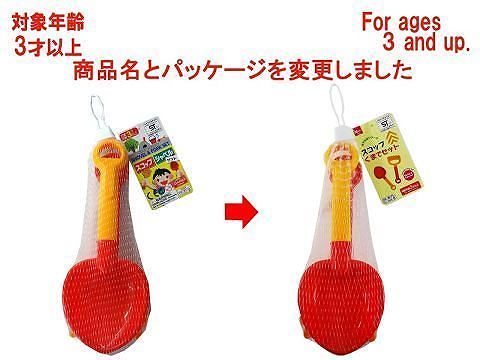 対象年齢
3才以上
For ages
3 and up.
商品名とパッケージを変更しました
スコップ
シャベル
ST
スコップ
くまでセット
ST